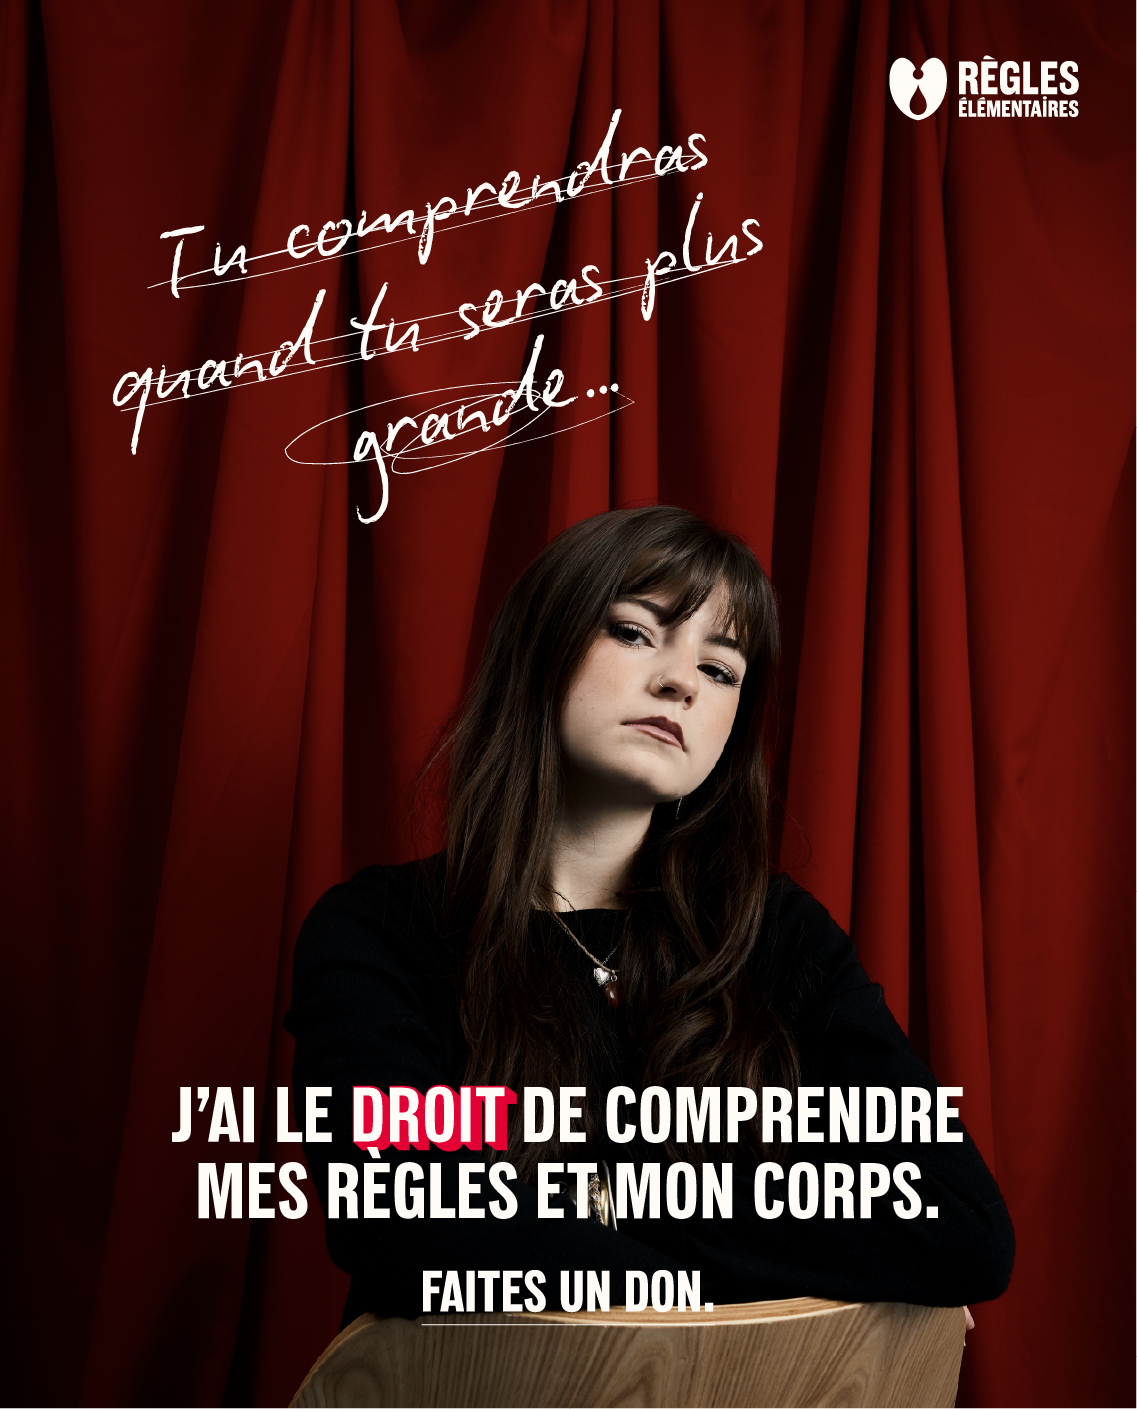 RÈGLES
ÉLÉMENTAIRES
Tu comprendras
quand tu seras plus
grande...
J'AI LE DROIT DE COMPRENDRE
MES RÈGLES ET MON CORPS.
FAITES UN DON.